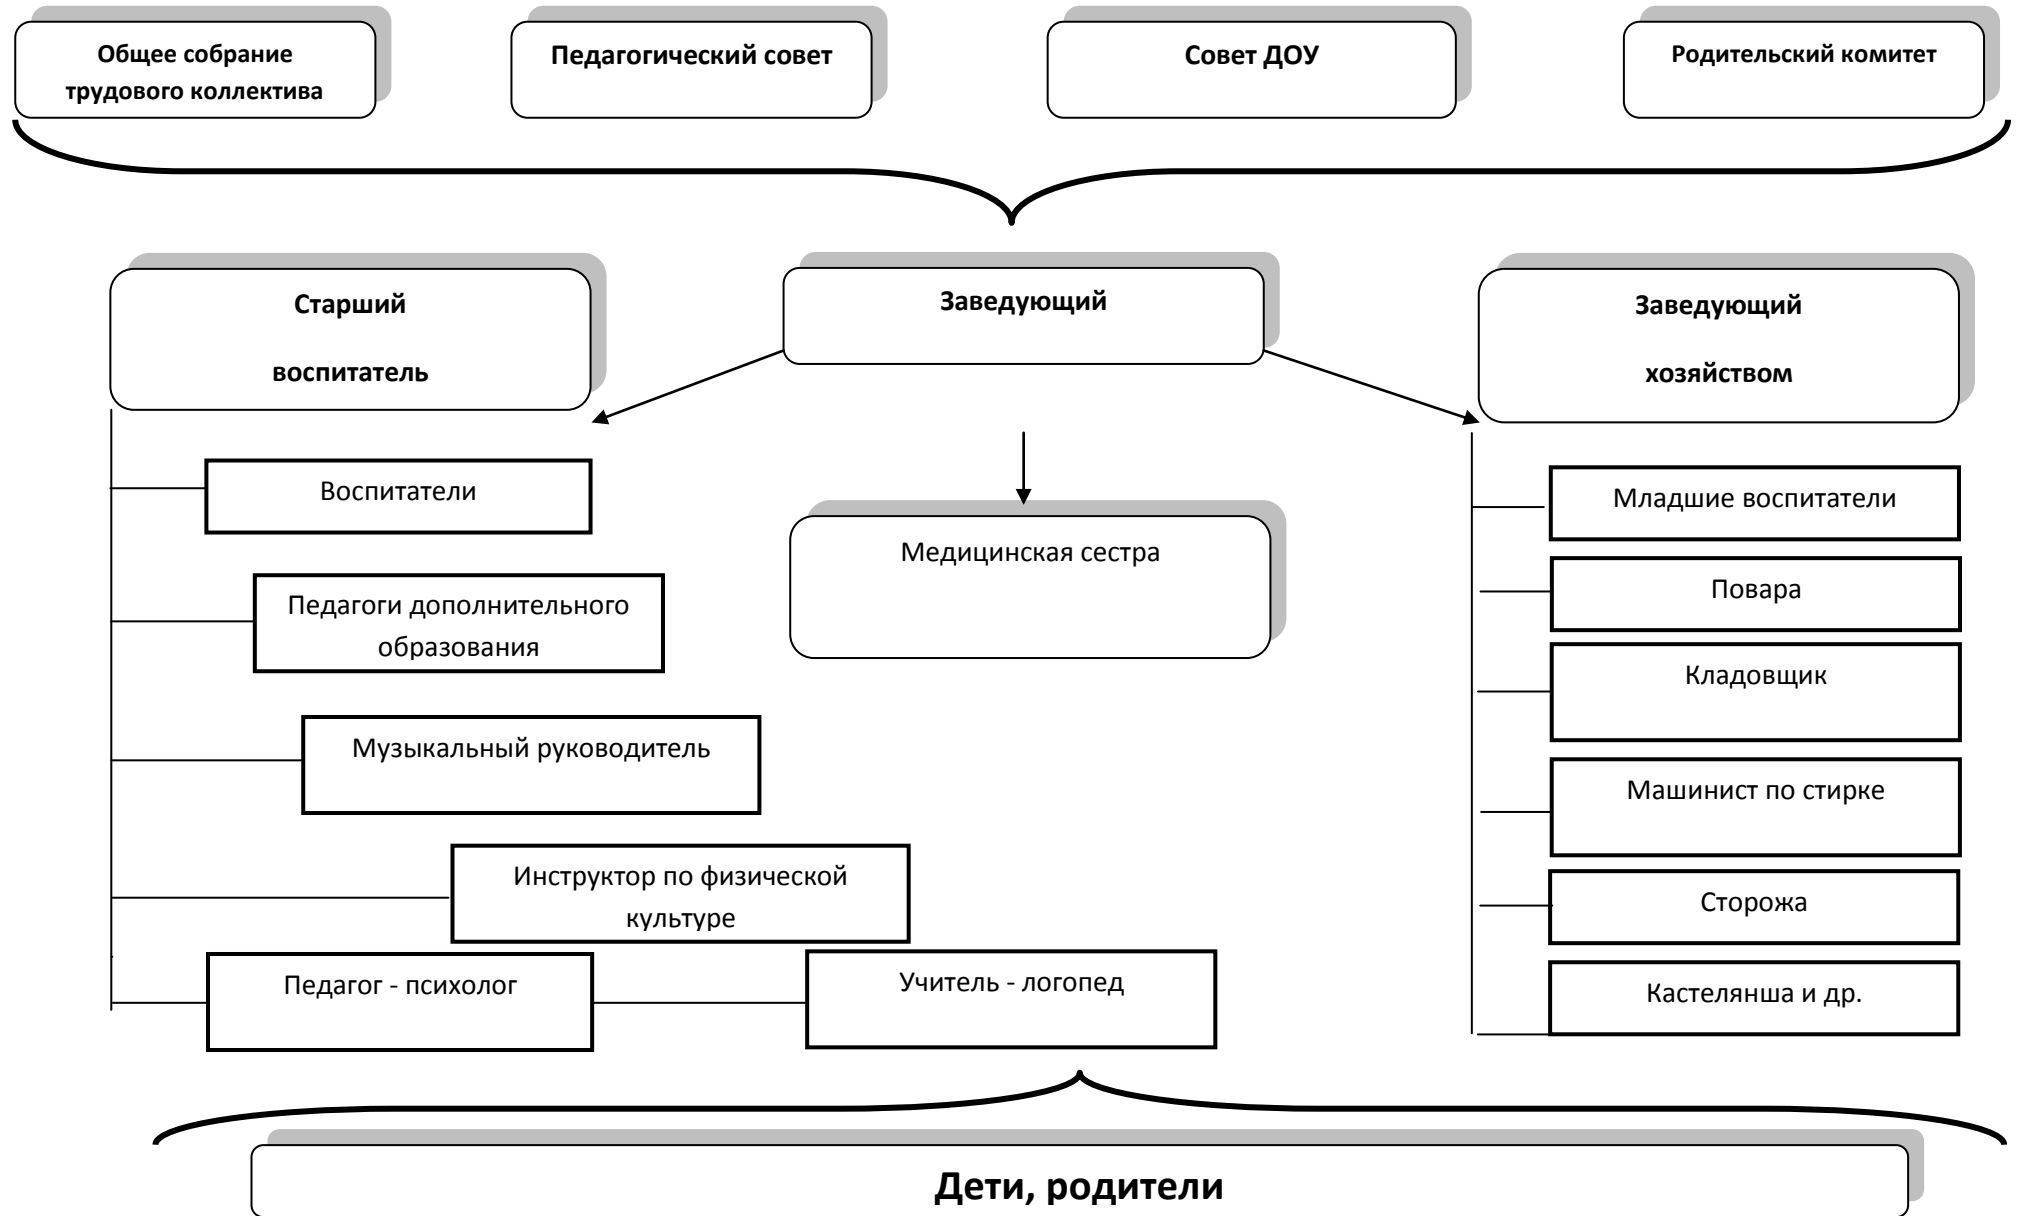 Общее собрание
трудового коллектива
Педагогический совет
Совет ДОУ
Родительский комитет
Старший
воспитатель
Заведующий
Заведующий
хозяйством
Воспитатели
Педагоги дополнительного
образования
Музыкальный руководитель
Инструктор по физической
культуре
Педагог - психолог
Учитель - логопед
Медицинская сестра
Младшие воспитатели
Повара
Кладовщик
Машинист по стирке
Сторожа
Кастелянша и др.
Дети, родители